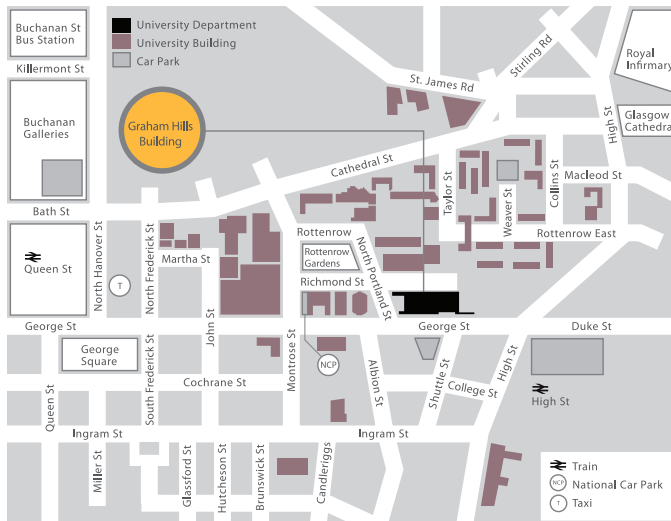 Buchanan St
Bus Station
University Department
University Building
Car Park
Stirling Rd
Royal
Infirmary
Killermont St
St. James Rd
Graham Hills
Building
Buchanan
Galleries
High St
Glasgow
Cathedra
Cathedral St
Taylor St
Weaver St
Collins St
Macleod St
Bath St
Rottenrow
Rottenrow East
North Hanover St
North Frederick St
Martha St
Rottenrow
Gardens
North Portland St
Queen St
T
Richmond St
George St
George St
Duke St
John St
George
Square
South Frederick St
Montrose St
NCP
Albion St
Shuttle St
High St
Cochrane St
College St
High St
Queen St
Ingram St
Ingram St
Miller St
Glassford St
Hutcheson St
Brunswick St
Candleriggs
Train
NCP National Car Park
T Taxi